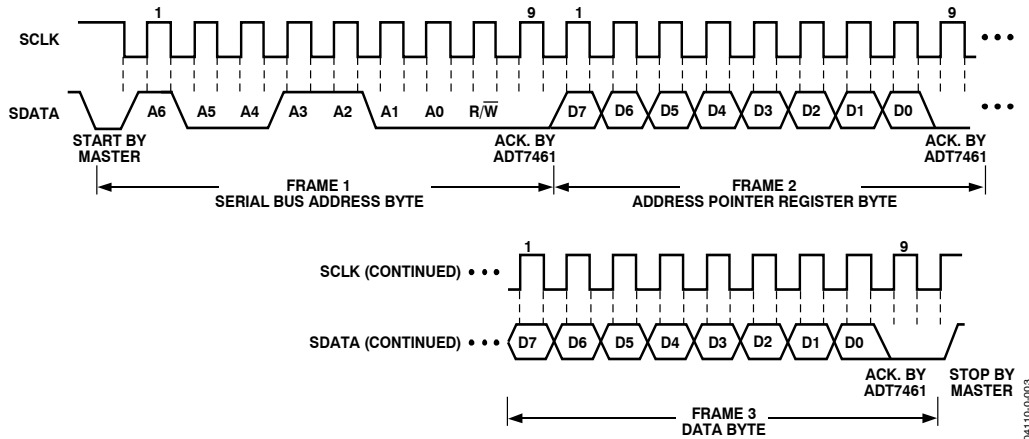 1 9 1 9
SCLK
SDATA A6 A5 A4 A3 A2 A1 A0 R/W̅ D7 D6 D5 D4 D3 D2 D1 D0
START BY MASTER
ACK. BY ADT7461
ACK. BY ADT7461
FRAME 1
SERIAL BUS ADDRESS BYTE
FRAME 2
ADDRESS POINTER REGISTER BYTE
1 9
SCLK (CONTINUED)
SDATA (CONTINUED) D7 D6 D5 D4 D3 D2 D1 D0
ACK. BY ADT7461
STOP BY MASTER
FRAME 3
DATA BYTE
04110-0-003